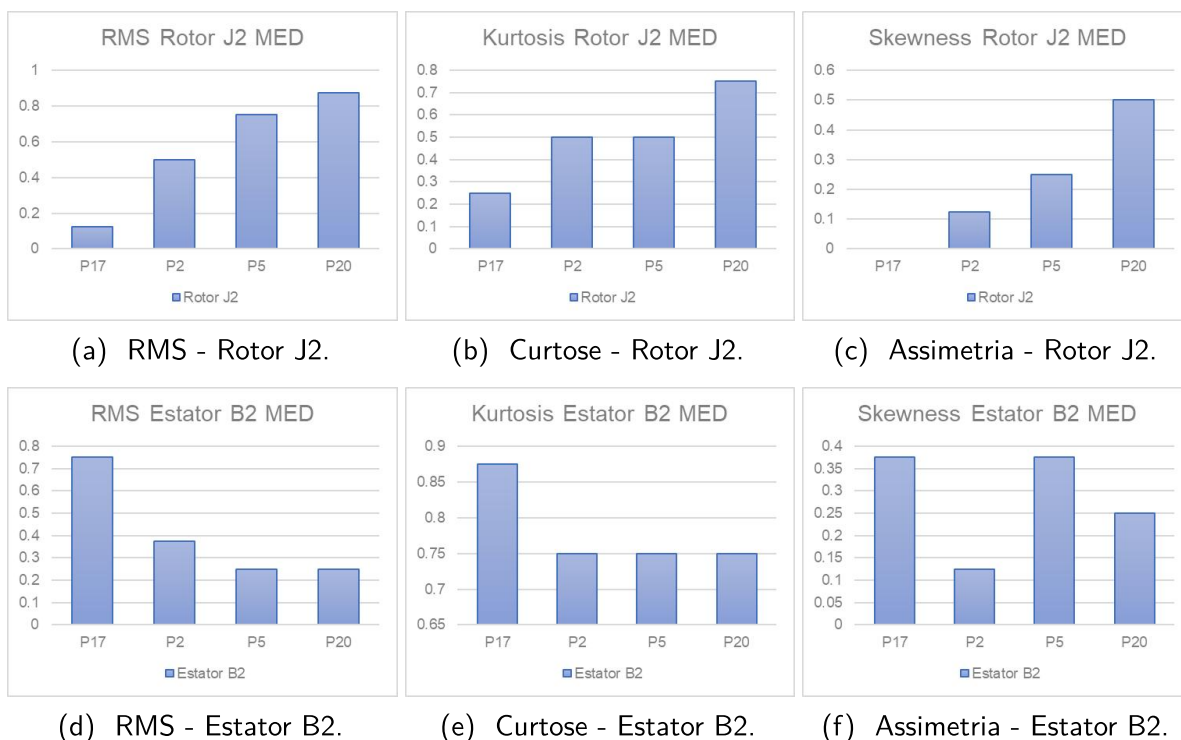 RMS Rotor J2 MED
1
0.8
0.6
0.4
0.2
0
P17 P2 P5 P20
Rotor J2
(a) RMS - Rotor J2.
Kurtosis Rotor J2 MED
0.8
0.7
0.6
0.5
0.4
0.3
0.2
0.1
0
P17 P2 P5 P20
Rotor J2
(b) Curtose - Rotor J2.
Skewness Rotor J2 MED
0.6
0.5
0.4
0.3
0.2
0.1
0
P17 P2 P5 P20
Rotor J2
(c) Assimetria - Rotor J2.
RMS Estator B2 MED
0.8
0.7
0.6
0.5
0.4
0.3
0.2
0.1
0
P17 P2 P5 P20
Estator B2
(d) RMS - Estator B2.
Kurtosis Estator B2 MED
0.9
0.85
0.8
0.75
0.7
0.65
P17 P2 P5 P20
Estator B2
(e) Curtose - Estator B2.
Skewness Estator B2 MED
0.4
0.35
0.3
0.25
0.2
0.15
0.1
0.05
0
P17 P2 P5 P20
Estator B2
(f) Assimetria - Estator B2.